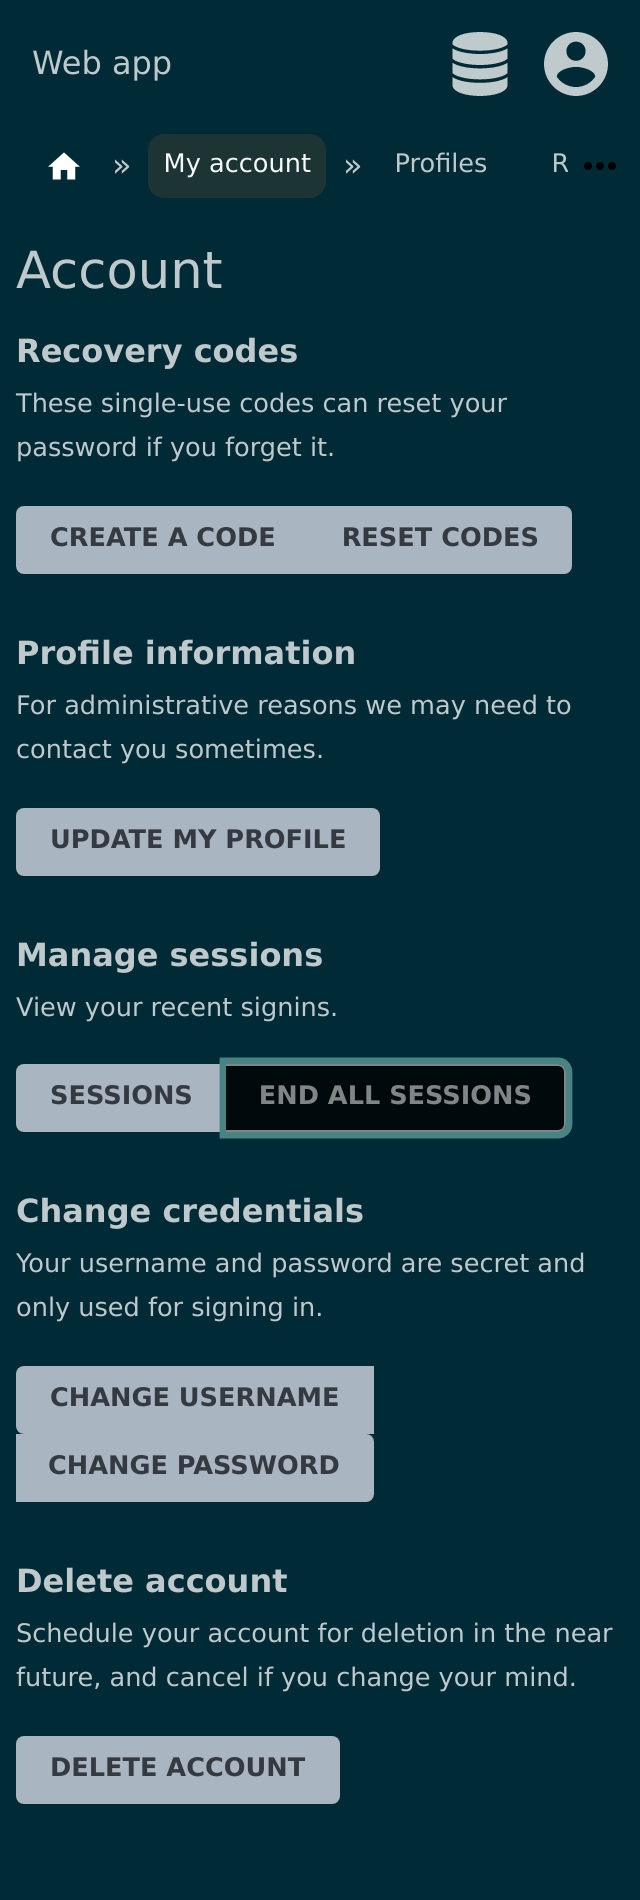 Web app
» My account » Profiles R
Account
Recovery codes
These single-use codes can reset your
password if you forget it.
CREATE A CODE RESET CODES
Profile information
For administrative reasons we may need to
contact you sometimes.
UPDATE MY PROFILE
Manage sessions
View your recent signins.
SESSIONS END ALL SESSIONS
Change credentials
Your username and password are secret and
only used for signing in.
CHANGE USERNAME
CHANGE PASSWORD
Delete account
Schedule your account for deletion in the near
future, and cancel if you change your mind.
DELETE ACCOUNT